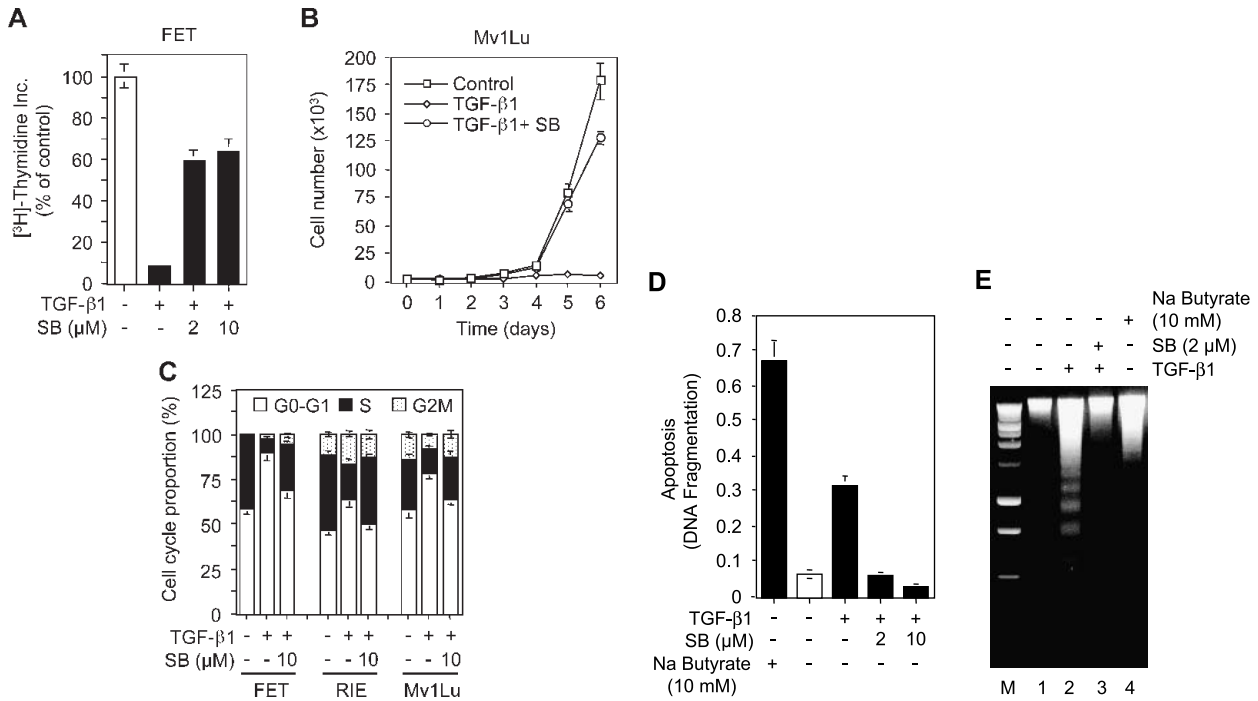 A
FET
[³H]-Thymidine Inc.
(% of control)
100
80
60
40
20
0
TGF-β1 - + + +
SB (µM) - - 2 10
B
Mv1Lu
Cell number (x10³)
200
175
150
125
100
75
50
25
0
Control
TGF-β1
TGF-β1+ SB
0 1 2 3 4 5 6
Time (days)
C
Cell cycle proportion (%)
125
100
75
50
25
0
G0-G1 S G2M
TGF-β1 - + + - + + - + +
SB (µM) - - 10 - - 10 - - 10
FET RIE Mv1Lu
D
Apoptosis
(DNA Fragmentation)
0.8
0.7
0.6
0.5
0.4
0.3
0.2
0.1
0
TGF-β1 - - + + +
SB (µM) - - - 2 10
Na Butyrate + - - - -
(10 mM)
E
- - - - + Na Butyrate
(10 mM)
- - - + - SB (2 µM)
- - + + - TGF-β1
M 1 2 3 4